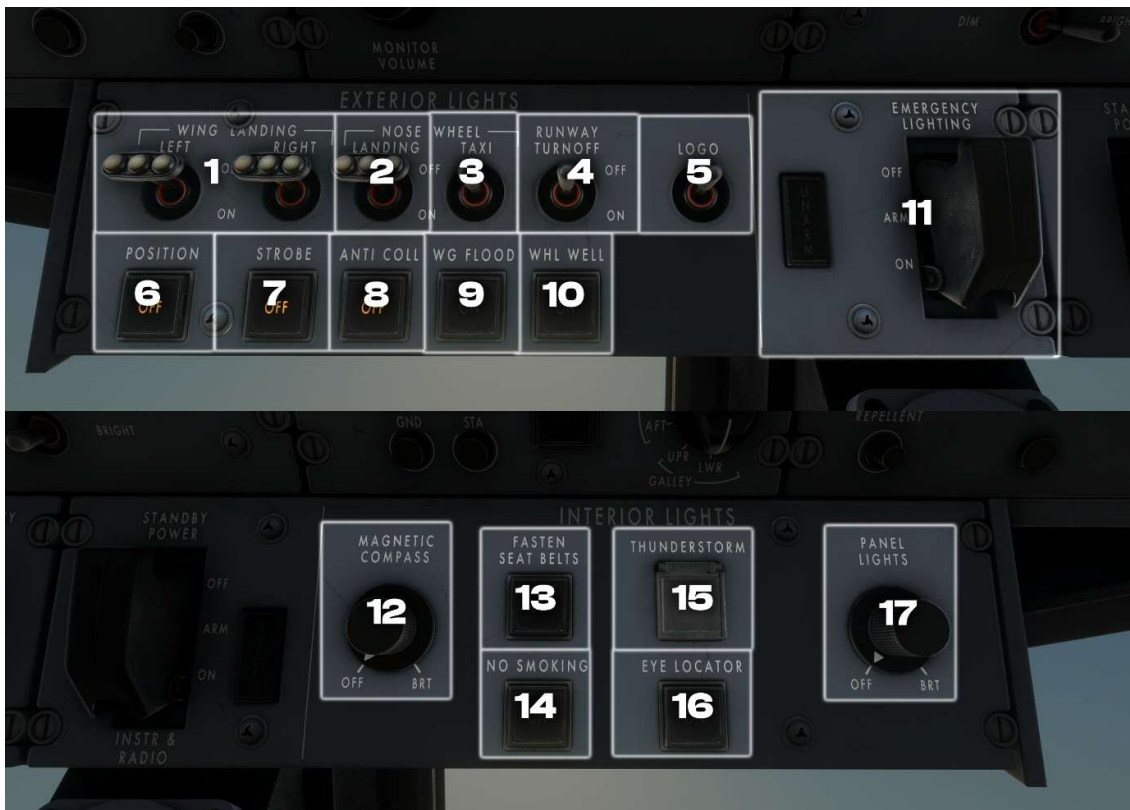 MONITOR
VOLUME
DIM
EXTERIOR LIGHTS
EMERGENCY
LIGHTING
WING LANDING
LEFT
RIGHT
NOSE WHEEL
LANDING
TAXI
RUNWAY
TURNOFF
LOGO
1
2
OFF
3
4
OFF
5
OFF
ARM
11
ON
ON
ON
ON
UNARM
POSITION
STROBE
ANTI COLL
WG FLOOD
WHL WELL
6
OFF
7
OFF
8
OFF
9
10
BRIGHT
GND
STA
AFT
UPR
LWR
GALLEY
REPELLENT
STANDBY
POWER
INTERIOR LIGHTS
MAGNETIC
COMPASS
FASTEN
SEAT BELTS
THUNDERSTORM
PANEL
LIGHTS
OFF
ARM
ON
12
OFF
BRT
13
15
17
OFF
BRT
NO SMOKING
EYE LOCATOR
14
16
INSTR &
RADIO